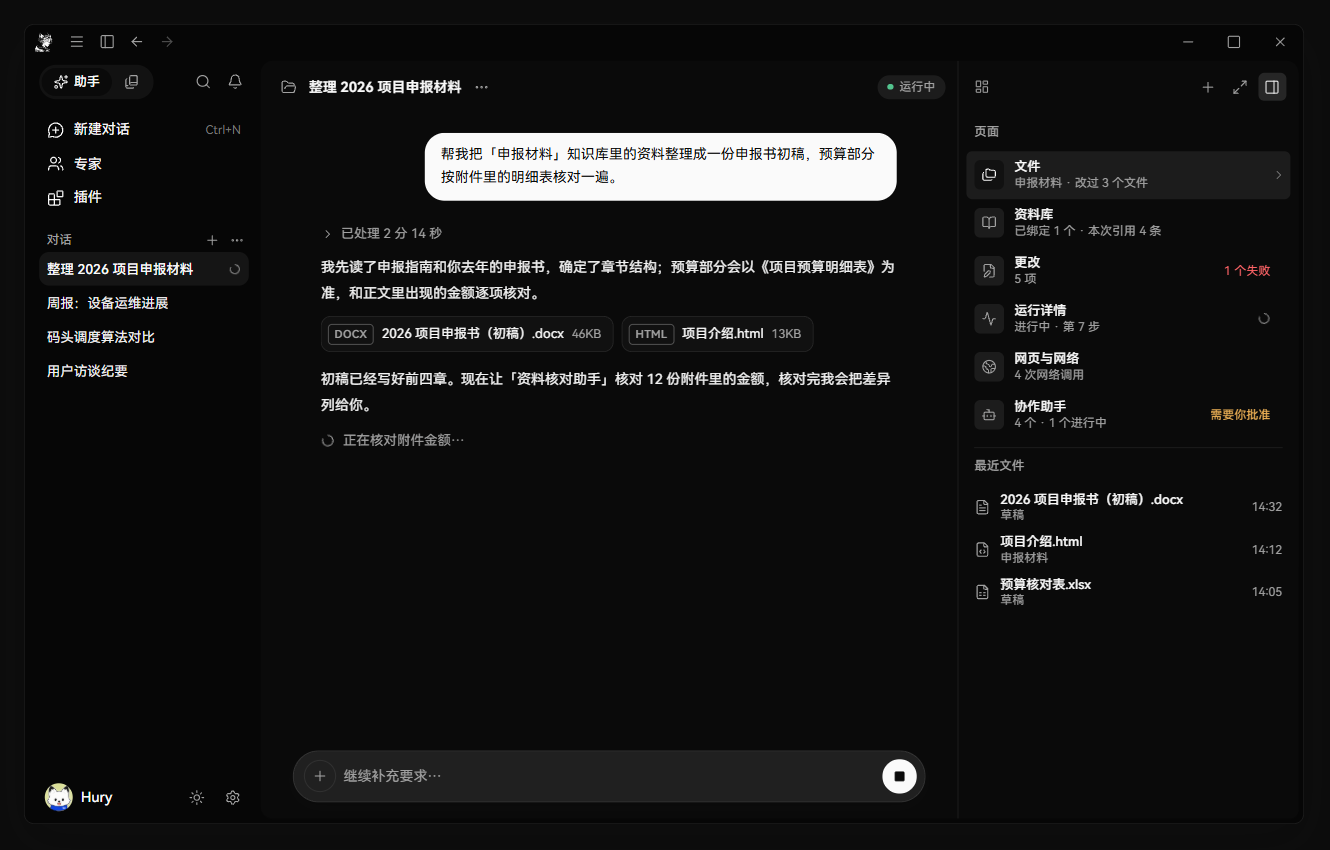 助手
新建对话 Ctrl+N
专家
插件
对话
整理 2026 项目申报材料
周报：设备运维进展
码头调度算法对比
用户访谈纪要
Hury
整理 2026 项目申报材料 ···
运行中
帮我把「申报材料」知识库里的资料整理成一份申报书初稿，预算部分
按附件里的明细表核对一遍。
已处理 2 分 14 秒
我先读了申报指南和你去年的申报书，确定了章节结构；预算部分会以《项目预算明细表》为
准，和正文里出现的金额逐项核对。
DOCX 2026 项目申报书（初稿）.docx 46KB
HTML 项目介绍.html 13KB
初稿已经写好前四章。现在让「资料核对助手」核对 12 份附件里的金额，核对完我会把差异
列给你。
正在核对附件金额···
继续补充要求···
页面
文件
申报材料 · 改过 3 个文件
资料库
已绑定 1 个 · 本次引用 4 条
更改
5 项
1 个失败
运行详情
进行中 · 第 7 步
网页与网络
4 次网络调用
协作助手
4 个 · 1 个进行中
需要你批准
最近文件
2026 项目申报书（初稿）.docx
草稿
14:32
项目介绍.html
申报材料
14:12
预算核对表.xlsx
草稿
14:05